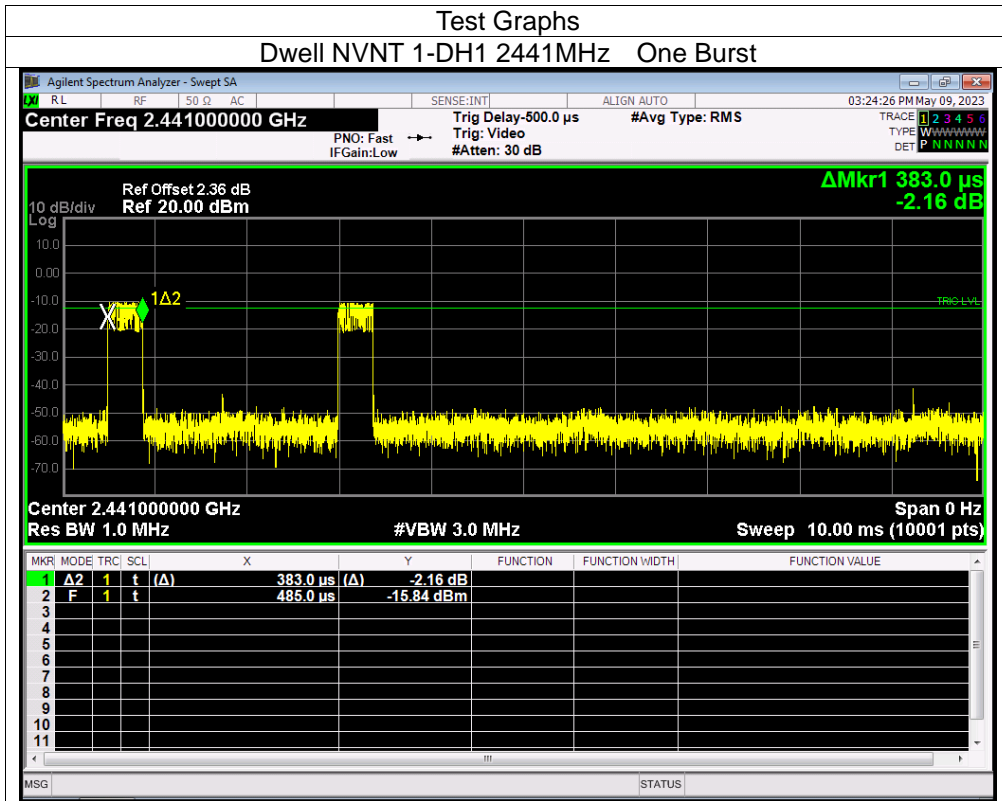 Test Graphs
Dwell NVNT 1-DH1 2441MHz One Burst
Agilent Spectrum Analyzer - Swept SA
LXI RL RF 50 Ω AC SENSE:INT ALIGN AUTO 03:24:26 PM May 09, 2023
Center Freq 2.441000000 GHz Trig Delay-500.0 µs #Avg Type: RMS TRACE 1 2 3 4 5 6
PNO: Fast Trig: Video TYPE WWWWWW
IFGain:Low #Atten: 30 dB DET P N N N N N
ΔMkr1 383.0 µs
-2.16 dB
Ref Offset 2.36 dB
10 dB/div Ref 20.00 dBm
Log
10.0
0.00
-10.0
1Δ2
TRIG LVL
-20.0
-30.0
-40.0
-50.0
-60.0
-70.0
Center 2.441000000 GHz Span 0 Hz
Res BW 1.0 MHz #VBW 3.0 MHz Sweep 10.00 ms (10001 pts)
MKR MODE TRC SCL X Y FUNCTION FUNCTION WIDTH FUNCTION VALUE
1 Δ2 1 t (Δ) 383.0 µs (Δ) -2.16 dB
2 F 1 t 485.0 µs -15.84 dBm
3
4
5
6
7
8
9
10
11
MSG STATUS